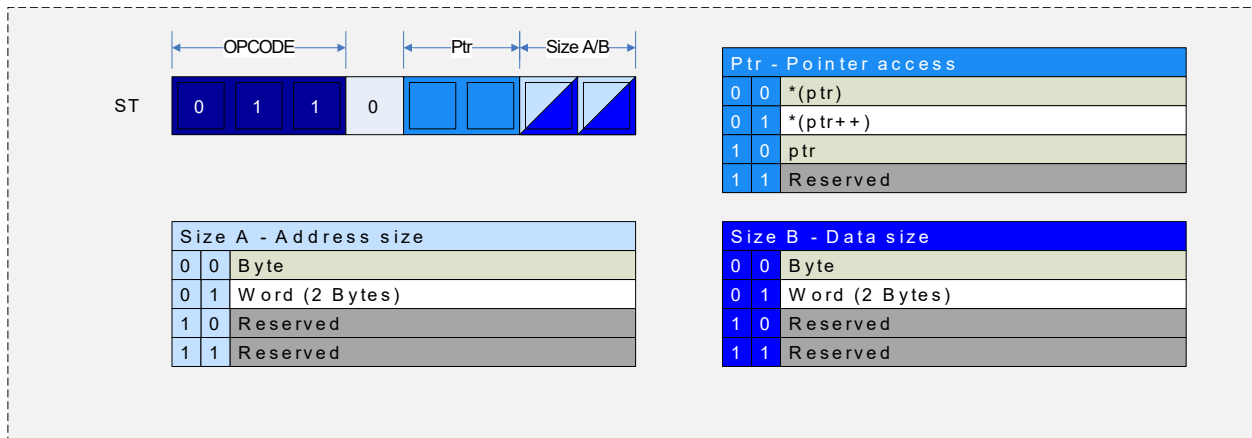 OPCODE Ptr Size A/B
ST 0 1 1 0
Ptr - Pointer access
0 0 *(ptr)
0 1 *(ptr++)
1 0 ptr
1 1 Reserved
Size A - Address size
0 0 Byte
0 1 Word (2 Bytes)
1 0 Reserved
1 1 Reserved
Size B - Data size
0 0 Byte
0 1 Word (2 Bytes)
1 0 Reserved
1 1 Reserved